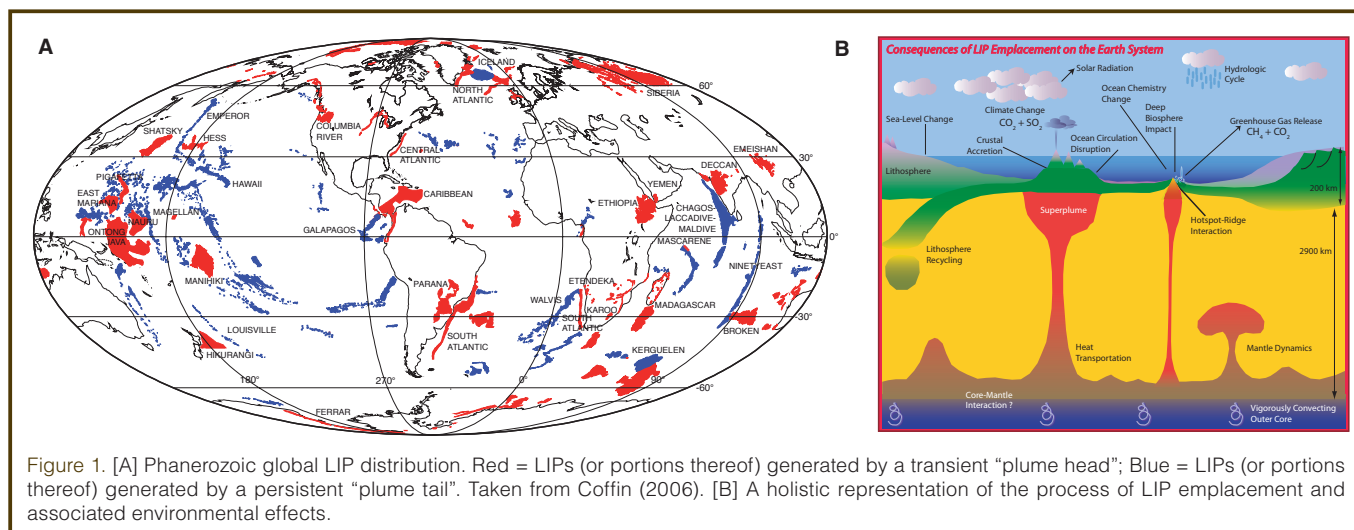 A
ICELAND
NORTH
ATLANTIC
SIBERIA
60°
EMPEROR
SHATSKY
HESS
COLUMBIA
RIVER
CENTRAL
ATLANTIC
EMEISHAN
30°
DECCAN
PIGAFETTA
HAWAII
EAST
MARIANA
MAGELLAN
NAURU
CARIBBEAN
YEMEN
ETHIOPIA
CHAGOS-
LACCADIVE-
MALDIVE
ONTONG
JAVA
GALAPAGOS
0°
MASCARENE
NINETYEAST
MANIHIKI
PARANA
ETENDEKA
WALVIS
MADAGASCAR
KAROO
SOUTH
ATLANTIC
-30°
BROKEN
LOUISVILLE
HIKURANGI
SOUTH
ATLANTIC
KERGUELEN
180°
270°
0°
90°
-60°
FERRAR
B
Consequences of LIP Emplacement on the Earth System
Solar Radiation
Hydrologic
Cycle
Ocean Chemistry
Change
Climate Change
CO2 + SO2
Deep
Biosphere
Impact
Greenhouse Gas Release
CH4 + CO2
Sea-Level Change
Crustal
Accretion
Ocean Circulation
Disruption
Lithosphere
200 km
Superplume
Hotspot-Ridge
Interaction
Lithosphere
Recycling
2900 km
Heat
Transportation
Mantle Dynamics
Core-Mantle
Interaction ?
Vigorously Convecting
Outer Core
Figure 1. [A] Phanerozoic global LIP distribution. Red = LIPs (or portions thereof) generated by a transient “plume head”; Blue = LIPs (or portions
thereof) generated by a persistent “plume tail”. Taken from Coffin (2006). [B] A holistic representation of the process of LIP emplacement and
associated environmental effects.